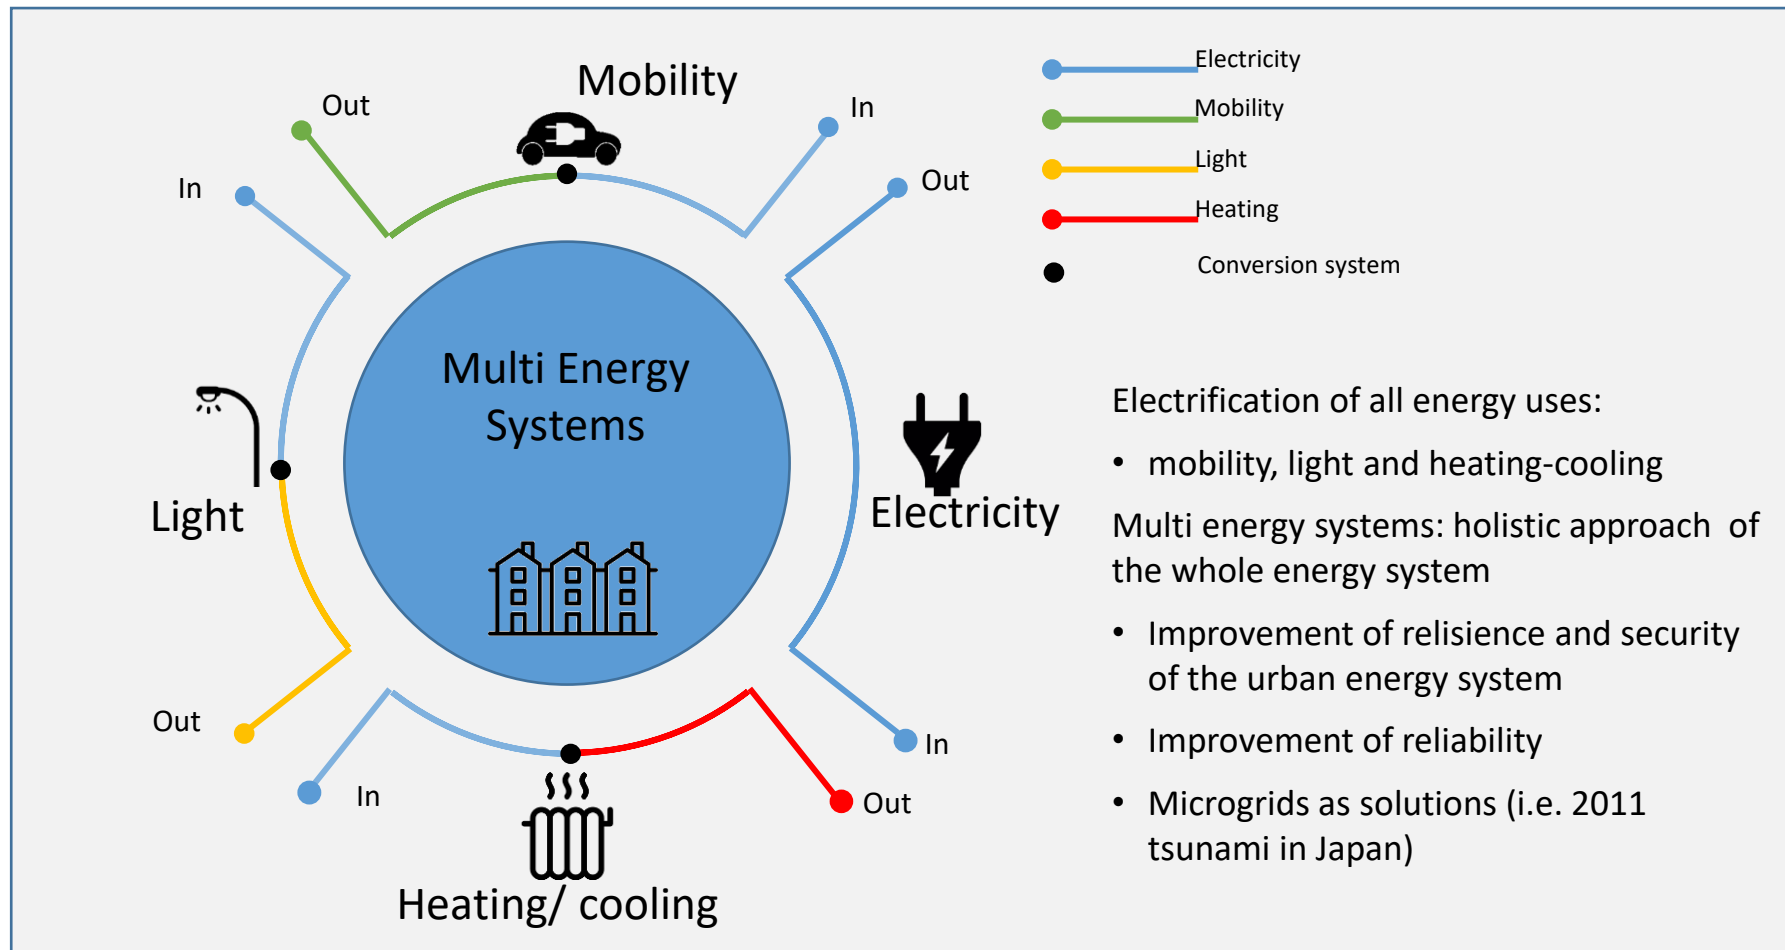 Mobility
Out
In
In
Out
Multi Energy
Systems
Light
Electricity
Out
In
In
Out
Heating/ cooling
Electricity
Mobility
Light
Heating
Conversion system
Electrification of all energy uses:
• mobility, light and heating-cooling
Multi energy systems: holistic approach of
the whole energy system
• Improvement of relisience and security
of the urban energy system
• Improvement of reliability
• Microgrids as solutions (i.e. 2011
tsunami in Japan)